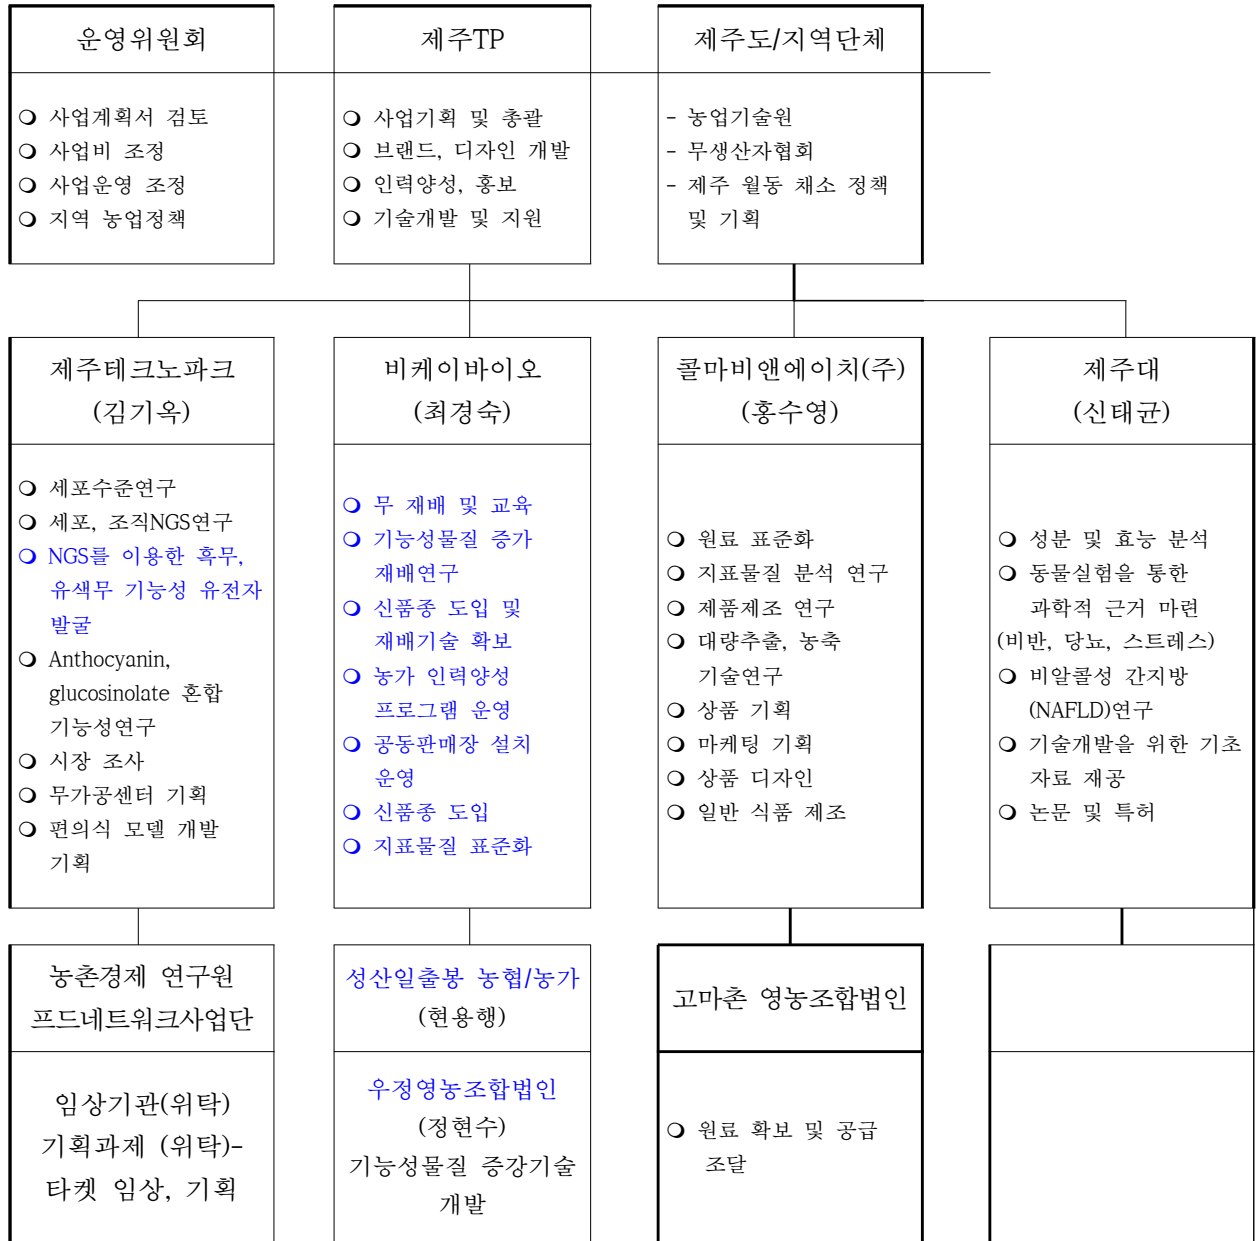 운영위원회
❍ 사업계획서 검토
❍ 사업비 조정
❍ 사업운영 조정
❍ 지역 농업정책
제주TP
❍ 사업기획 및 총괄
❍ 브랜드, 디자인 개발
❍ 인력양성, 홍보
❍ 기술개발 및 지원
제주도/지역단체
- 농업기술원
- 무생산자협회
- 제주 월동 채소 정책
및 기획
제주테크노파크
(김기옥)
❍ 세포수준연구
❍ 세포, 조직NGS연구
❍ NGS를 이용한 흑무,
유색무 기능성 유전자
발굴
❍ Anthocyanin,
glucosinolate 혼합
기능성연구
❍ 시장 조사
❍ 무가공센터 기획
❍ 편의식 모델 개발
기획
비케이바이오
(최경숙)
❍ 무 재배 및 교육
❍ 기능성물질 증가
재배연구
❍ 신품종 도입 및
재배기술 확보
❍ 농가 인력양성
프로그램 운영
❍ 공동판매장 설치
운영
❍ 신품종 도입
❍ 지표물질 표준화
콜마비앤에이치(주)
(홍수영)
❍ 원료 표준화
❍ 지표물질 분석 연구
❍ 제품제조 연구
❍ 대량추출, 농축
기술연구
❍ 상품 기획
❍ 마케팅 기획
❍ 상품 디자인
❍ 일반 식품 제조
제주대
(신태균)
❍ 성분 및 효능 분석
❍ 동물실험을 통한
과학적 근거 마련
(비반, 당뇨, 스트레스)
❍ 비알콜성 간지방
(NAFLD)연구
❍ 기술개발을 위한 기초
자료 재공
❍ 논문 및 특허
농촌경제 연구원
프드네트워크사업단
임상기관(위탁)
기획과제 (위탁)-
타켓 임상, 기획
성산일출봉 농협/농가
(현용행)
우정영농조합법인
(정현수)
기능성물질 증강기술
개발
고마촌 영농조합법인
❍ 원료 확보 및 공급
조달